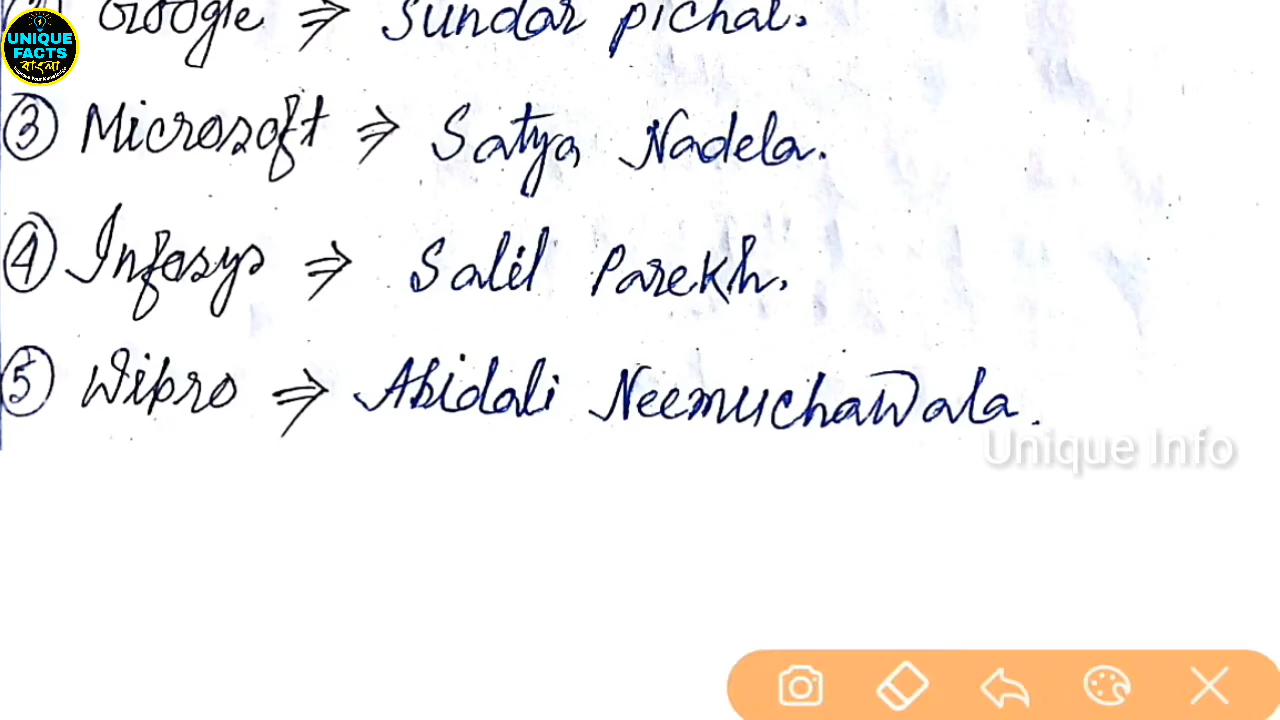 UNIQUE
FACTS
বাংলা
Google ⇒ Sundar pichai.
③ Microsoft ⇒ Satya Nadela.
④ Infosys ⇒ Salil Parekh.
⑤ Wipro ⇒ Abidali Neemuchawala.
Unique Info